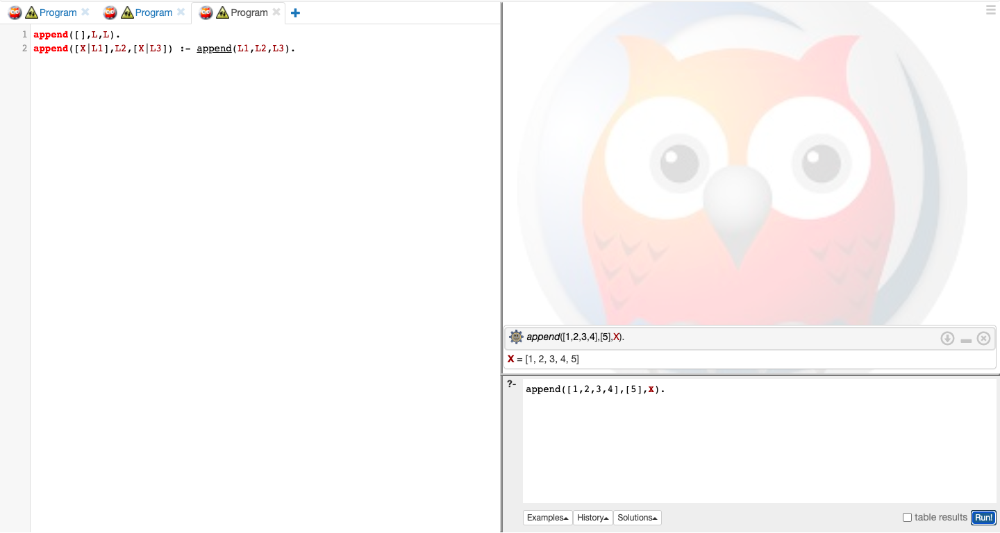 Program Program Program
1 append([],L,L).
2 append([X|L1],L2,[X|L3]) :- append(L1,L2,L3).
append([1,2,3,4],[5],X).
X = [1, 2, 3, 4, 5]
?- append([1,2,3,4],[5],X).
Examples History Solutions table results Run!